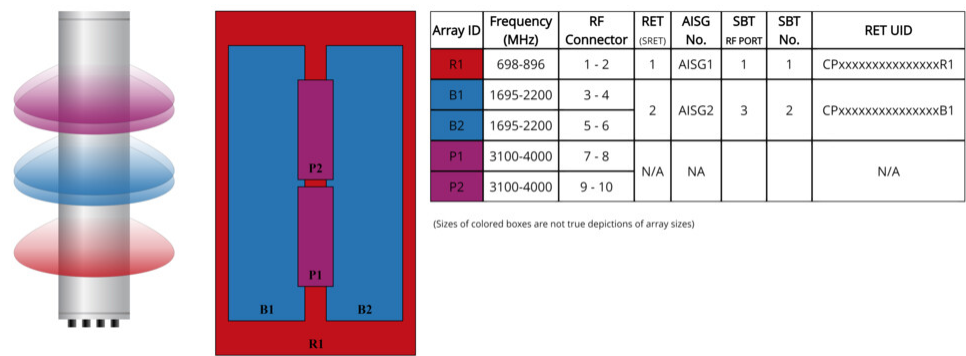 P2
P1
B1
B2
R1
Array ID Frequency (MHz) RF Connector RET (SRET) AISG No. SBT RF PORT SBT No. RET UID
R1 698-896 1 - 2 1 AISG1 1 1 CPxxxxxxxxxxxxxxxR1
B1 1695-2200 3 - 4 2 AISG2 3 2 CPxxxxxxxxxxxxxxxB1
B2 1695-2200 5 - 6
P1 3100-4000 7 - 8 N/A NA N/A
P2 3100-4000 9 - 10
(Sizes of colored boxes are not true depictions of array sizes)